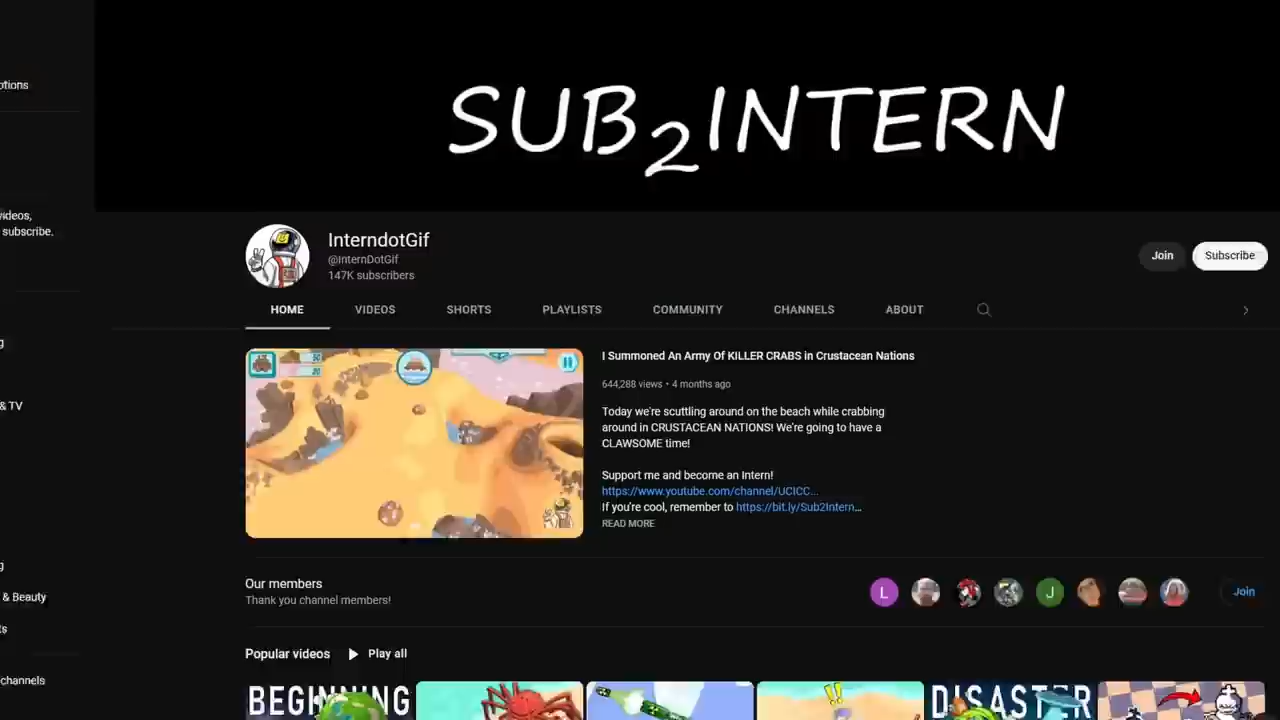 SUB2INTERN
otions
InterndotGif
@InternDotGif
147K subscribers
Join
Subscribe
videos,
subscribe.
HOME
VIDEOS
SHORTS
PLAYLISTS
COMMUNITY
CHANNELS
ABOUT
g
I Summoned An Army Of KILLER CRABS in Crustacean Nations
644,288 views • 4 months ago
& TV
Today we're scuttling around on the beach while crabbing
around in CRUSTACEAN NATIONS! We're going to have a
CLAWSOME time!
Support me and become an Intern!
https://www.youtube.com/channel/UCICC...
If you're cool, remember to https://bit.ly/Sub2Intern...
READ MORE
g
Our members
Thank you channel members!
L
J
Join
& Beauty
ts
Popular videos
Play all
channels
BEGINNING
DISASTER